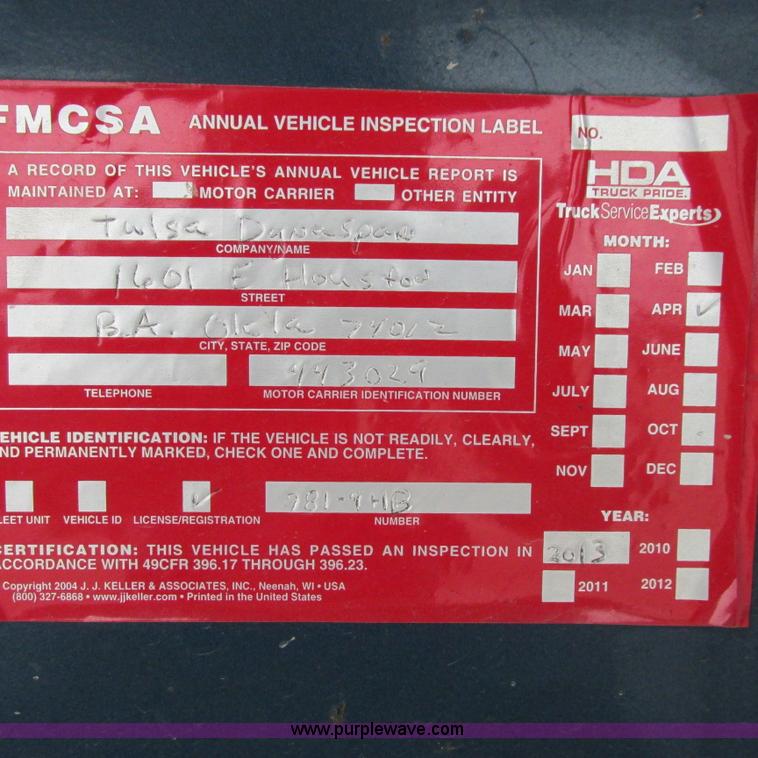 FMCSA ANNUAL VEHICLE INSPECTION LABEL
NO.
A RECORD OF THIS VEHICLE'S ANNUAL VEHICLE REPORT IS
MAINTAINED AT: MOTOR CARRIER OTHER ENTITY
HDA
TRUCK PRIDE.
TruckServiceExperts
Tulsa Dynaspan
COMPANY/NAME
1601 E Houston
STREET
B.A. Okla 74012
CITY, STATE, ZIP CODE
443029
TELEPHONE MOTOR CARRIER IDENTIFICATION NUMBER
MONTH:
JAN FEB
MAR APR ✓
MAY JUNE
JULY AUG
SEPT OCT
NOV DEC
EHICLE IDENTIFICATION: IF THE VEHICLE IS NOT READILY, CLEARLY,
ND PERMANENTLY MARKED, CHECK ONE AND COMPLETE.
✓
LEET UNIT VEHICLE ID LICENSE/REGISTRATION NUMBER
YEAR:
2013 2010
2011 2012
CERTIFICATION: THIS VEHICLE HAS PASSED AN INSPECTION IN
ACCORDANCE WITH 49CFR 396.17 THROUGH 396.23.
Copyright 2004 J. J. KELLER & ASSOCIATES, INC., Neenah, WI • USA
(800) 327-6868 • www.jjkeller.com • Printed in the United States
www.purplewave.com